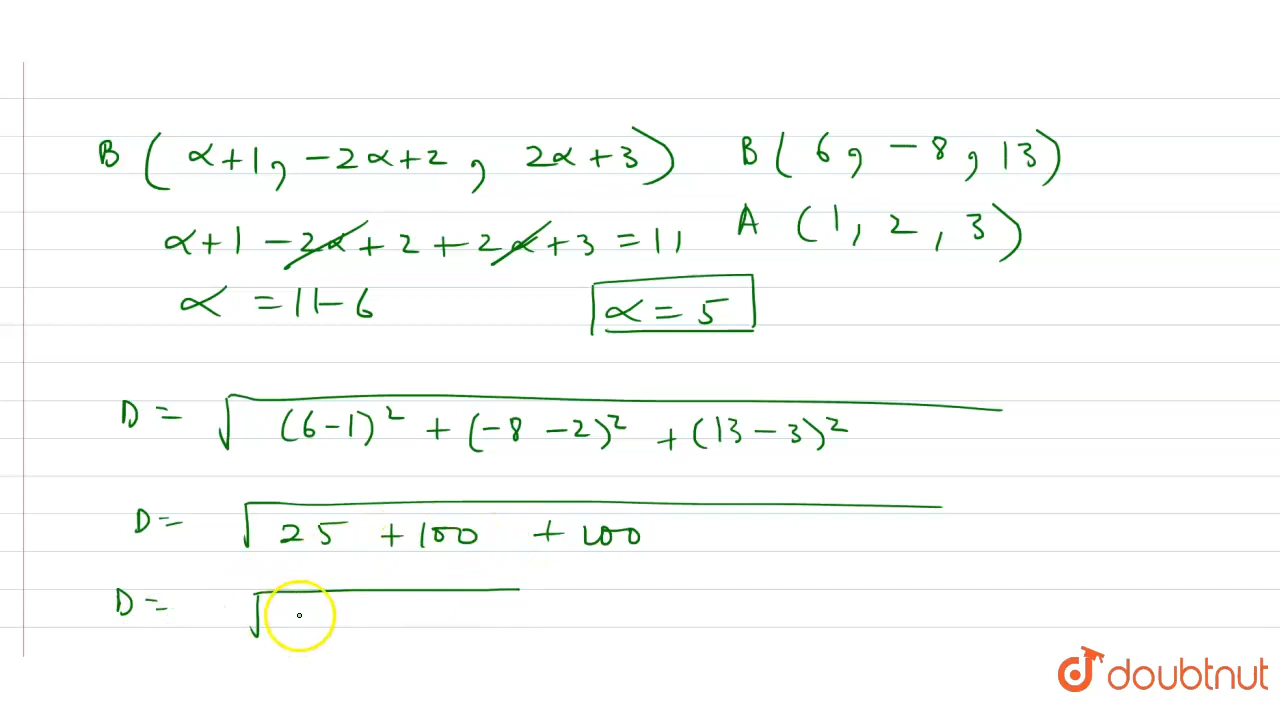 B (α+1, -2α+2, 2α+3) B (6, -8, 13)
α+1 -2α+2+2α+3 = 11 A (1, 2, 3)
α = 11-6 α = 5
D = √(6-1)² + (-8-2)² + (13-3)²
D = √25 +100 +100
D = √
doubtnut